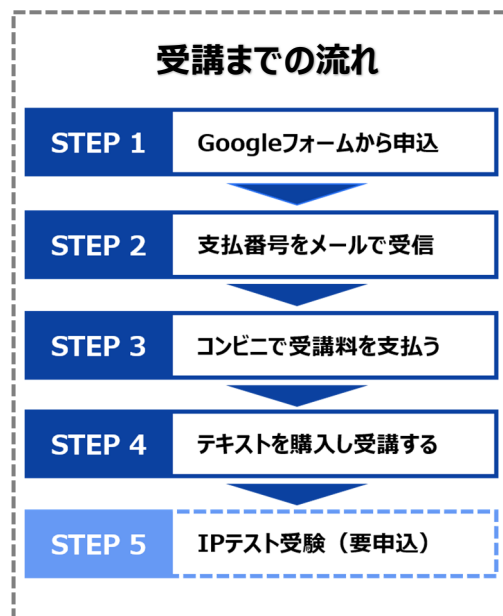 受講までの流れ
STEP 1 Googleフォームから申込
STEP 2 支払番号をメールで受信
STEP 3 コンビニで受講料を支払う
STEP 4 テキストを購入し受講する
STEP 5 IPテスト受験（要申込）